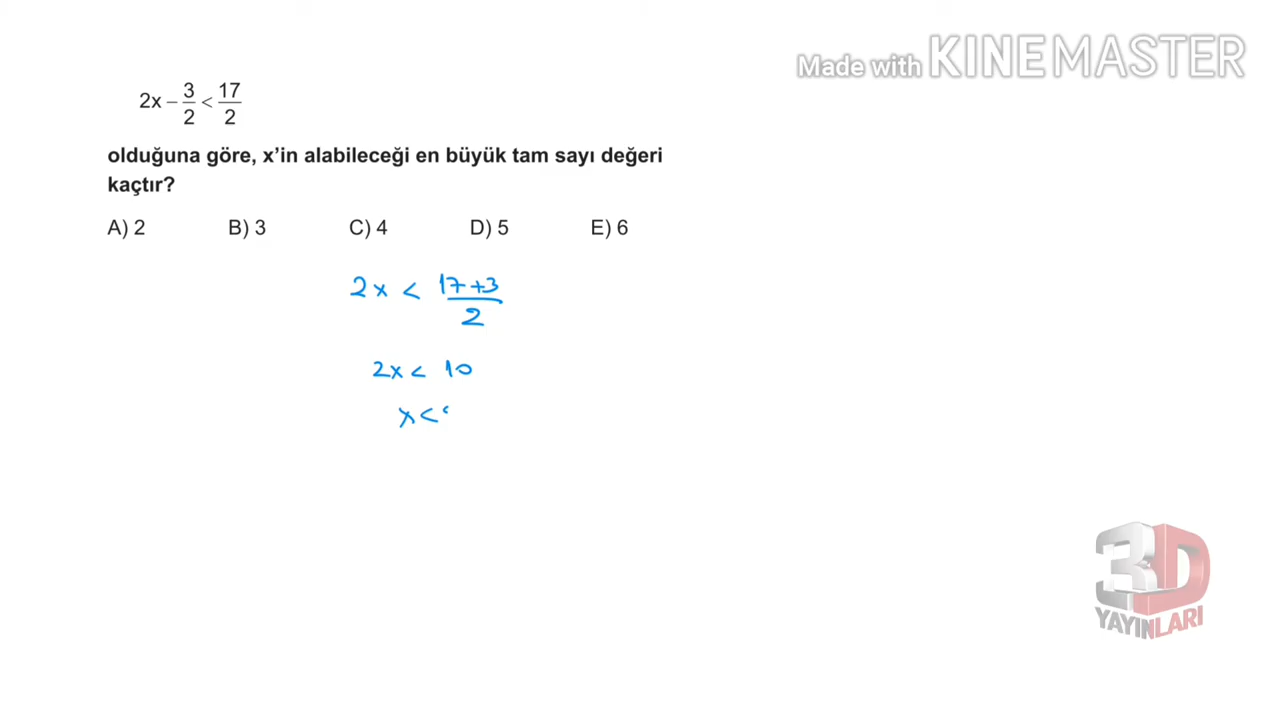 Made with KINEMASTER
2x − 3/2 < 17/2
olduğuna göre, x’in alabileceği en büyük tam sayı değeri
kaçtır?
A) 2 B) 3 C) 4 D) 5 E) 6
2x < 17+3/2
2x < 10
x <
3D
YAYINLARI